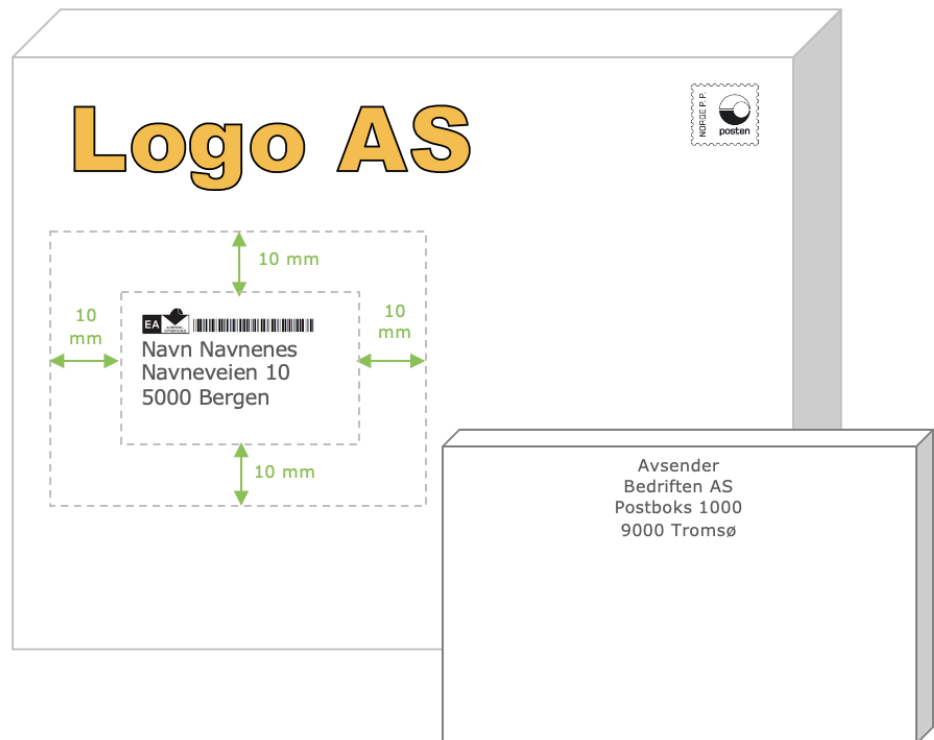 Logo AS
NORGE P. P.
posten
10 mm
10
mm
10
mm
EA
Navn Navnenes
Navneveien 10
5000 Bergen
10 mm
Avsender
Bedriften AS
Postboks 1000
9000 Tromsø